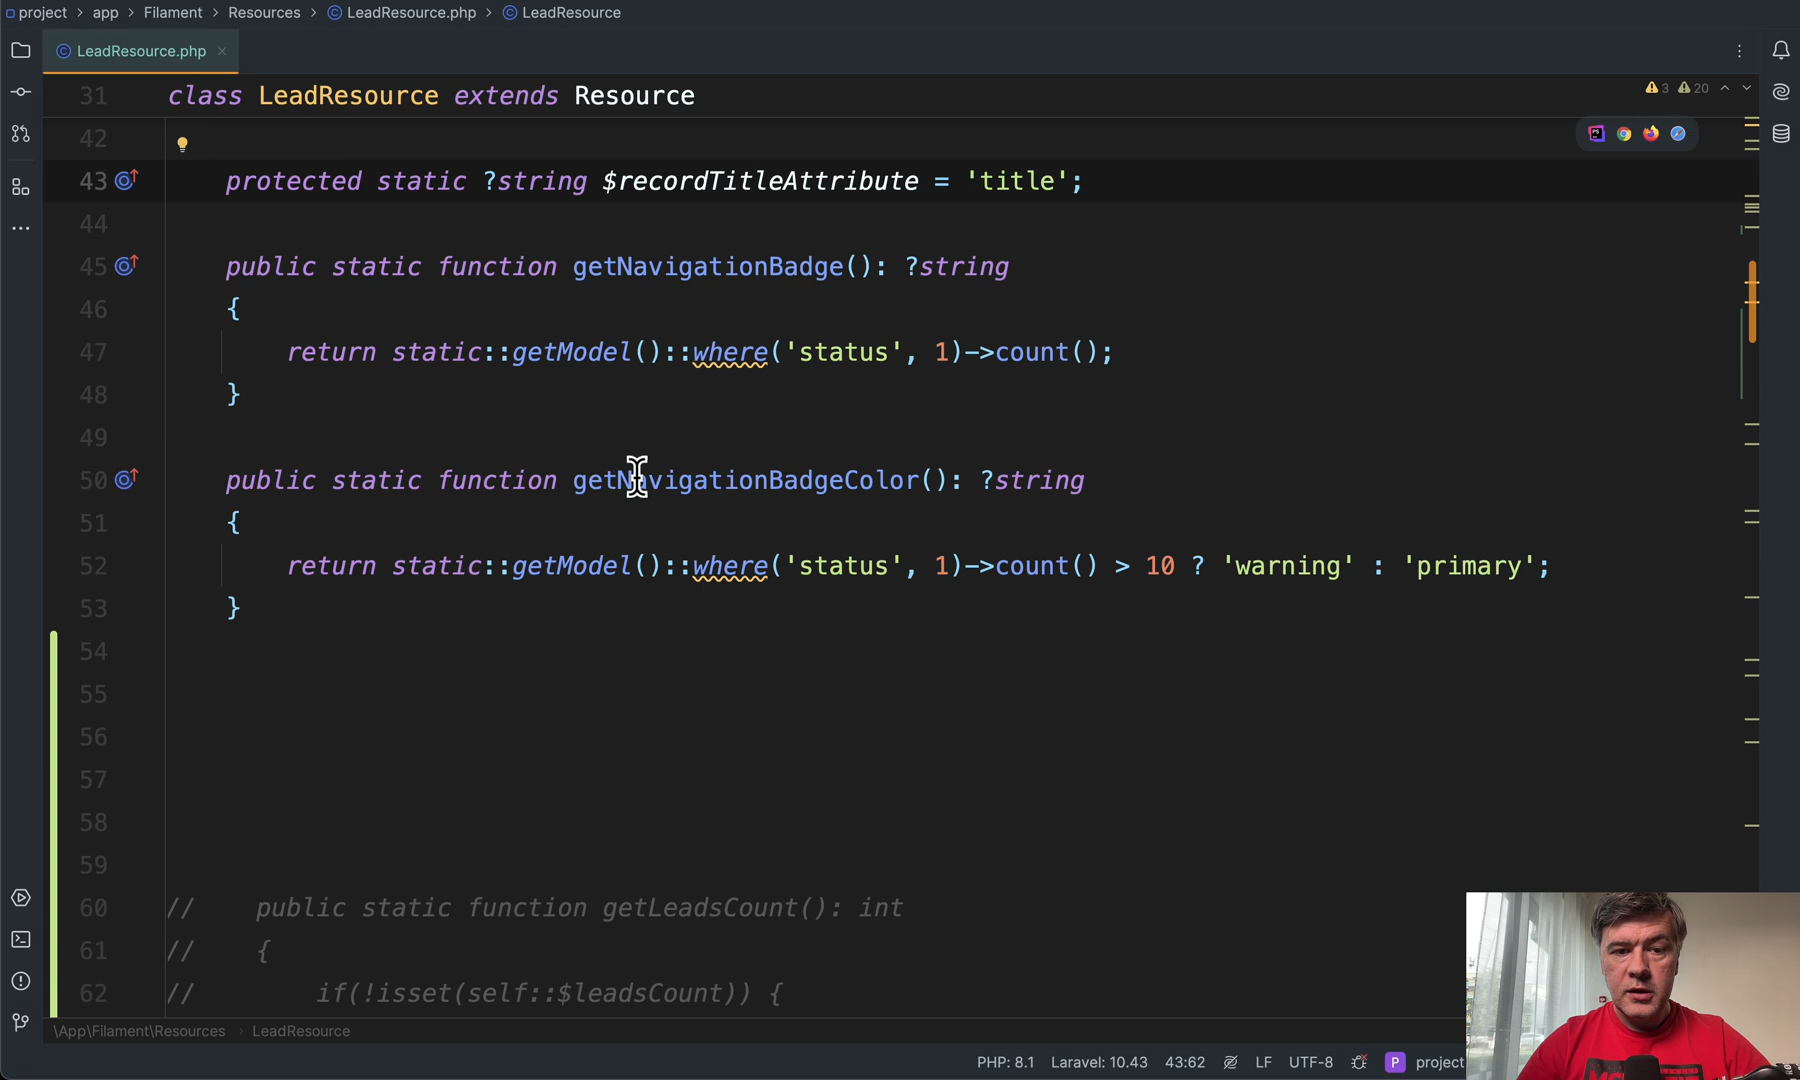 project > app > Filament > Resources > LeadResource.php > LeadResource
LeadResource.php
31 class LeadResource extends Resource
3 20
42
43 protected static ?string $recordTitleAttribute = 'title';
44
45 public static function getNavigationBadge(): ?string
46 {
47 return static::getModel()::where('status', 1)->count();
48 }
49
50 public static function getNavigationBadgeColor(): ?string
51 {
52 return static::getModel()::where('status', 1)->count() > 10 ? 'warning' : 'primary';
53 }
54
55
56
57
58
59
60 // public static function getLeadsCount(): int
61 // {
62 // if(!isset(self::$leadsCount)) {
\App\Filament\Resources > LeadResource
PHP: 8.1 Laravel: 10.43 43:62 LF UTF-8 P project